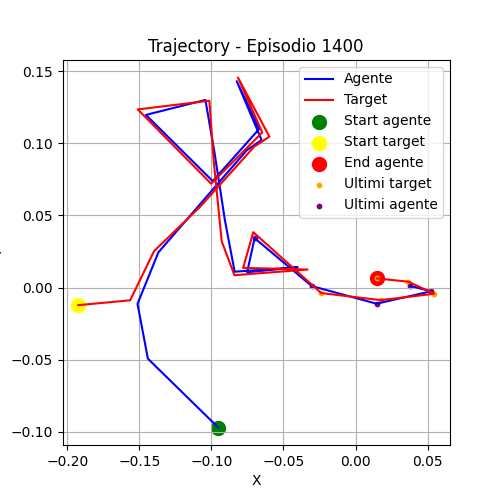 Trajectory - Episodio 1400
Agente
Target
Start agente
Start target
End agente
Ultimi target
Ultimi agente
0.15
0.10
0.05
0.00
−0.05
−0.10
−0.20
−0.15
−0.10
−0.05
0.00
0.05
X